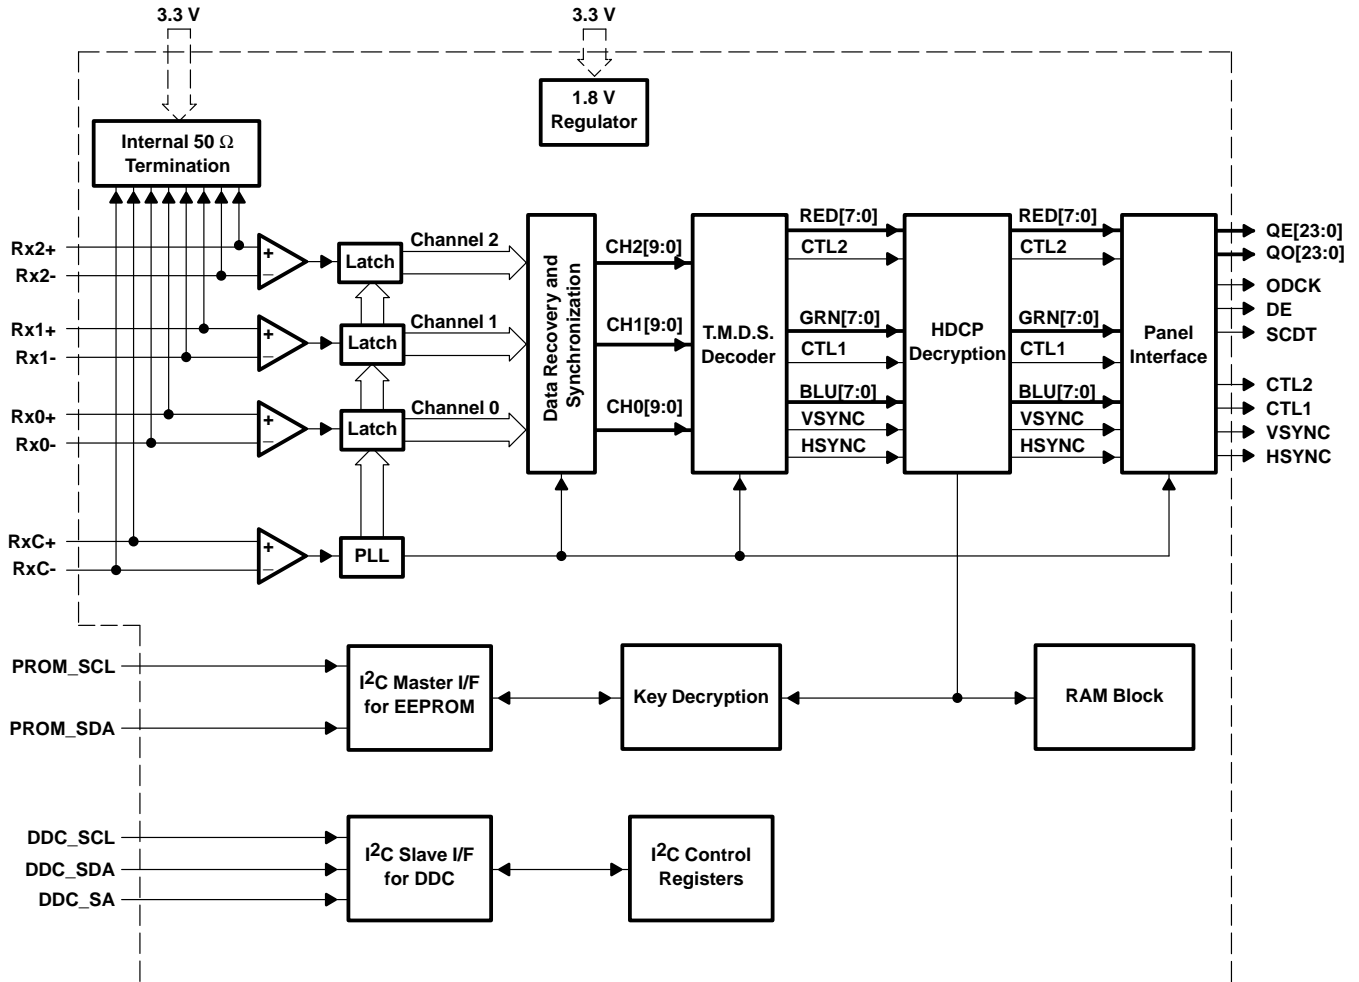 3.3 V
3.3 V
1.8 V
Regulator
Internal 50 Ω
Termination
Rx2+
Rx2-
Rx1+
Rx1-
Rx0+
Rx0-
RxC+
RxC-
+
−
+
−
+
−
+
−
Latch
Latch
Latch
PLL
Channel 2
Channel 1
Channel 0
Data Recovery and
Synchronization
CH2[9:0]
CH1[9:0]
CH0[9:0]
T.M.D.S.
Decoder
RED[7:0]
CTL2
GRN[7:0]
CTL1
BLU[7:0]
VSYNC
HSYNC
HDCP
Decryption
RED[7:0]
CTL2
GRN[7:0]
CTL1
BLU[7:0]
VSYNC
HSYNC
Panel
Interface
QE[23:0]
QO[23:0]
ODCK
DE
SCDT
CTL2
CTL1
VSYNC
HSYNC
PROM_SCL
PROM_SDA
I²C Master I/F
for EEPROM
Key Decryption
RAM Block
DDC_SCL
DDC_SDA
DDC_SA
I²C Slave I/F
for DDC
I²C Control
Registers